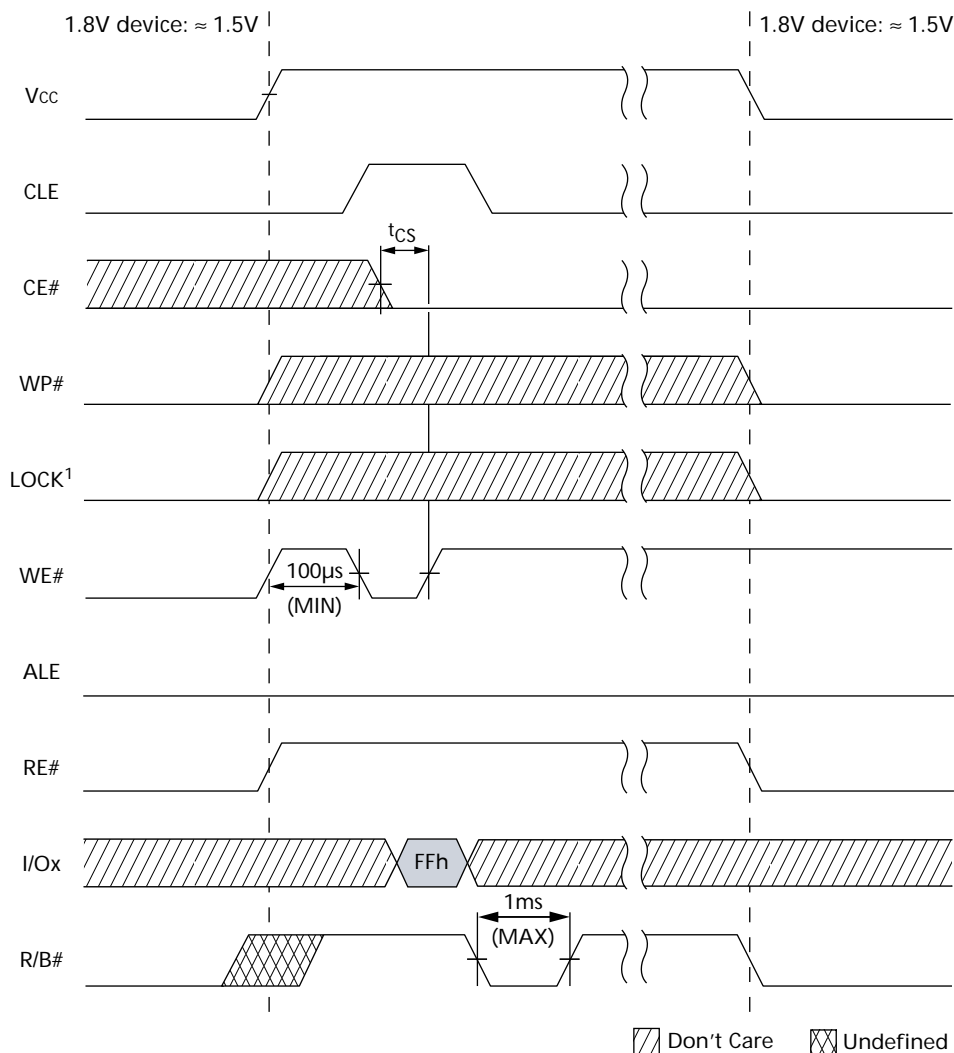 1.8V device: ≈ 1.5V
1.8V device: ≈ 1.5V
Vcc
CLE
tCS
CE#
WP#
LOCK1
WE#
100µs
(MIN)
ALE
RE#
I/Ox
FFh
1ms
(MAX)
R/B#
Don't Care
Undefined